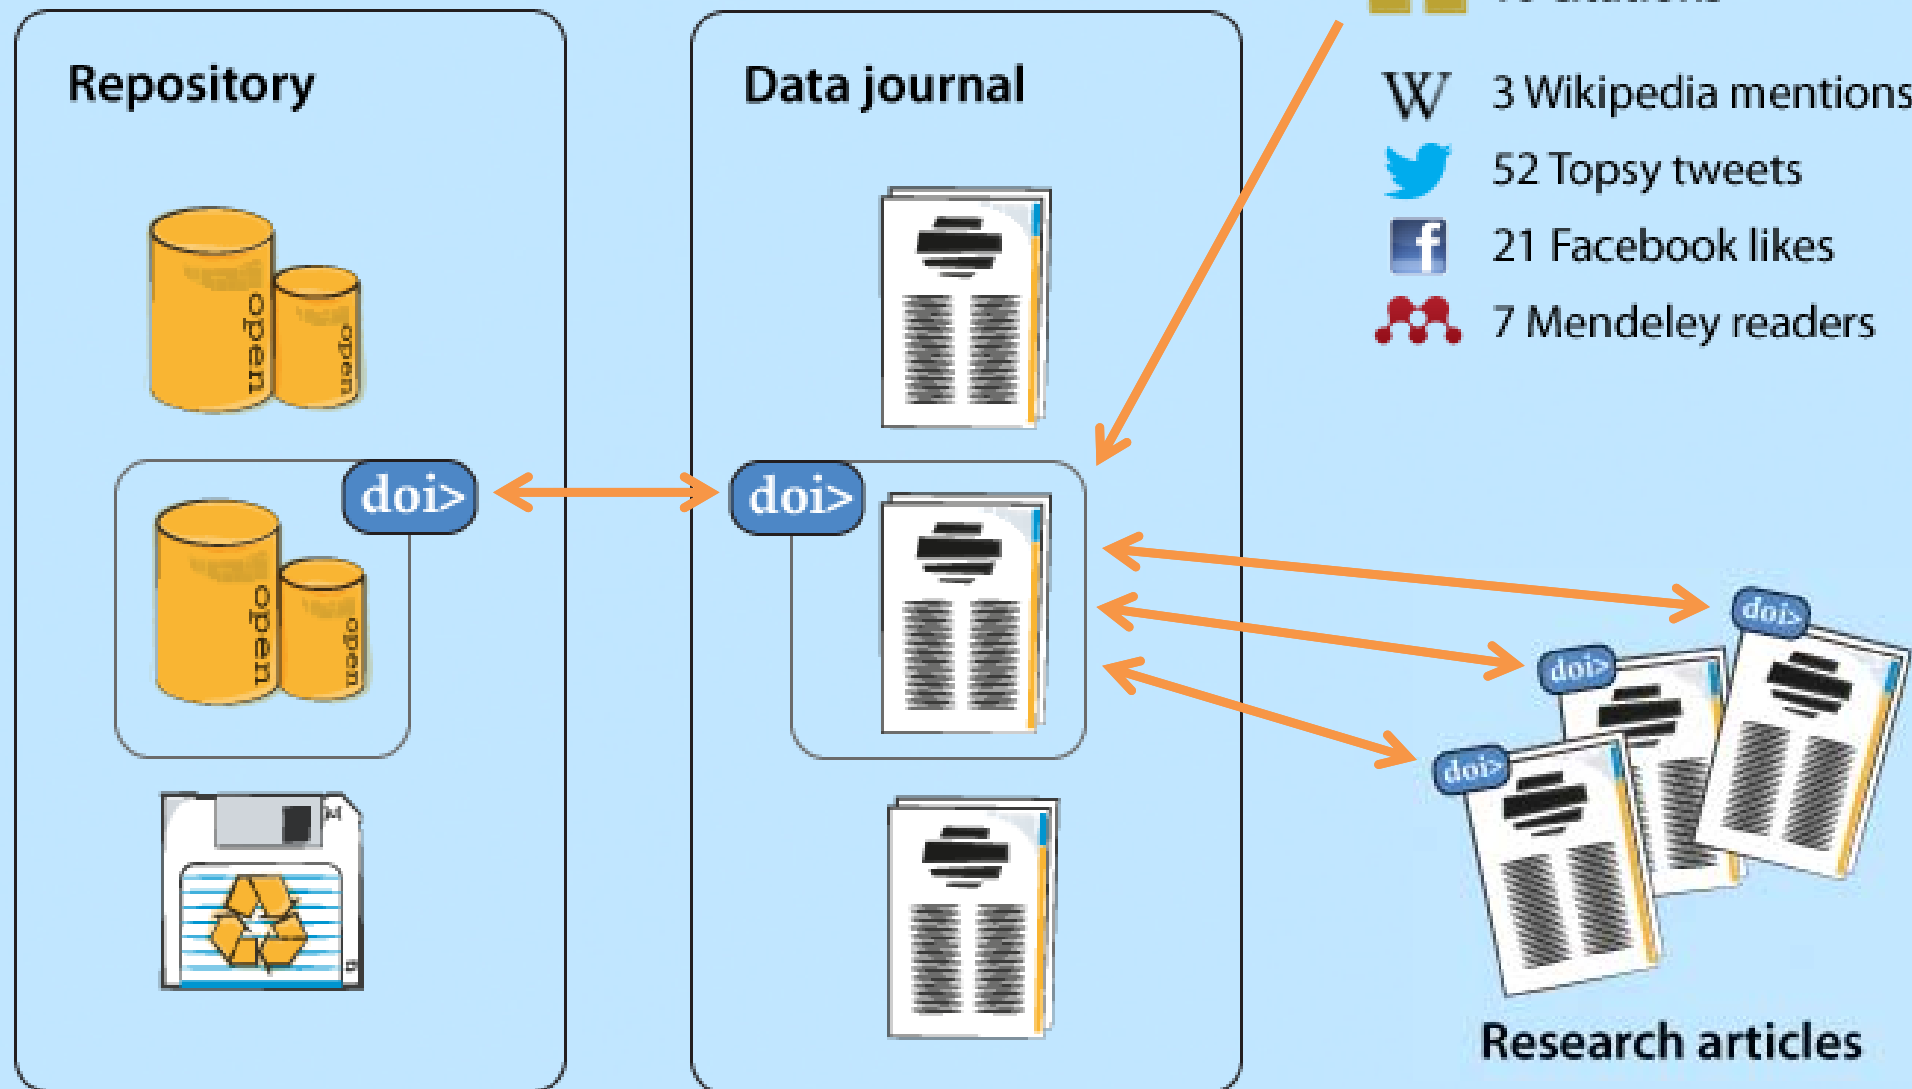 Repository
Data journal
3 Wikipedia mentions
52 Topsy tweets
21 Facebook likes
7 Mendeley readers
open
open
doi>
doi>
open
open
doi>
doi>
doi>
Research articles